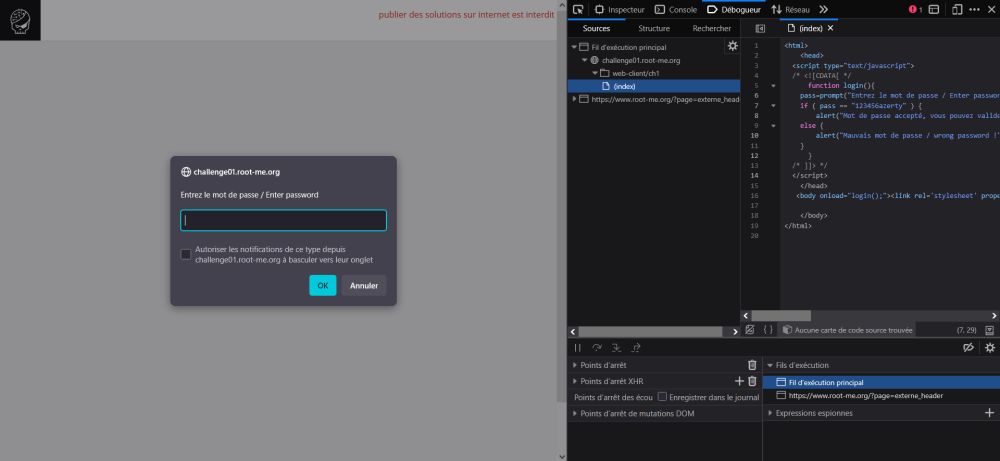 publier des solutions sur internet est interdit
challenge01.root-me.org
Entrez le mot de passe / Enter password
Autoriser les notifications de ce type depuis
challenge01.root-me.org à basculer vers leur onglet
OK Annuler
Inspecteur Console Débogueur Réseau 1
Sources Structure Rechercher
Fil d'exécution principal
challenge01.root-me.org
web-client/ch1
(index)
https://www.root-me.org/?page=externe_head
(index)
1 <html>
2 <head>
3 <script type="text/javascript">
4 /* <![CDATA[ */
5 function login(){
6 pass=prompt("Entrez le mot de passe / Enter passwor
7 if ( pass == "123456azerty" ) {
8 alert("Mot de passe accepté, vous pouvez valide
9 else {
10 alert("Mauvais mot de passe / wrong password !"
11 }
12 }
13 /* ]]> */
14 </script>
15 </head>
16 <body onload="login();"><link rel='stylesheet' prope
17
18 </body>
19 </html>
20
{ } Aucune carte de code source trouvée (7, 29)
Points d'arrêt
Points d'arrêt XHR
Points d'arrêt des écou Enregistrer dans le journal
Points d'arrêt de mutations DOM
Fils d'exécution
Fil d'exécution principal
https://www.root-me.org/?page=externe_header
Expressions espionnes